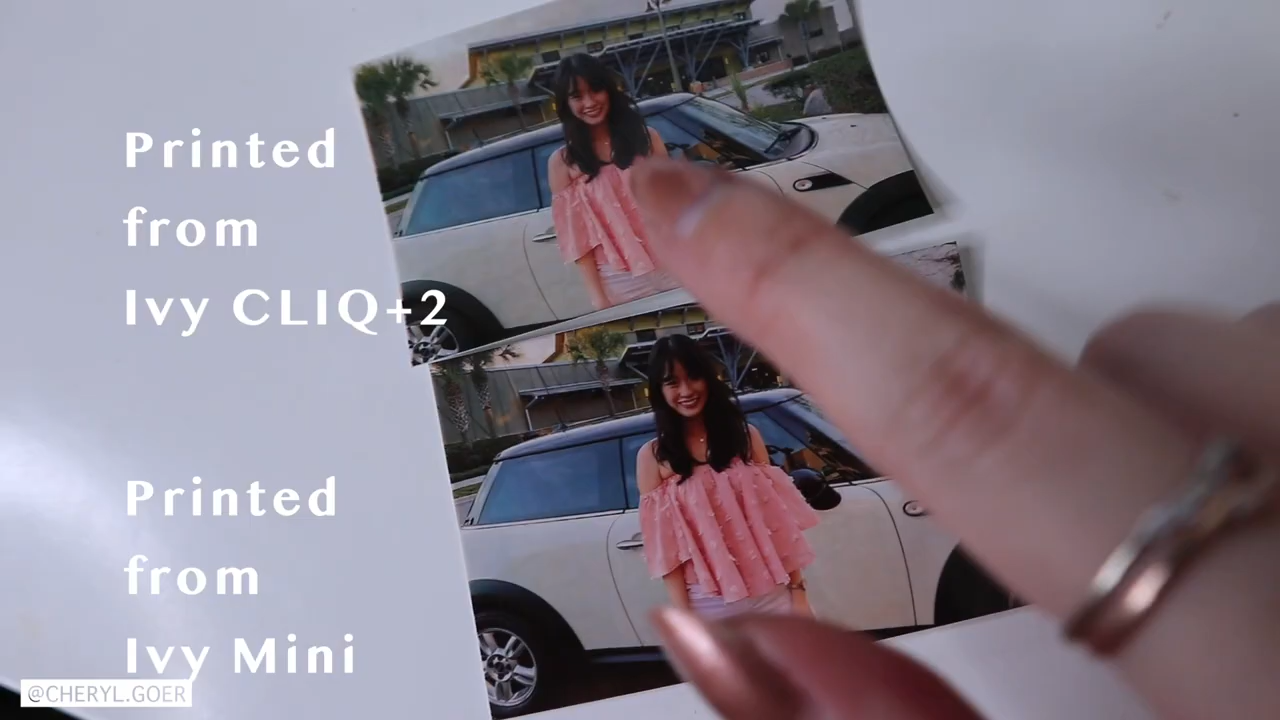 Printed
from
Ivy CLIQ+2
Printed
from
Ivy Mini
@CHERYL.GOER